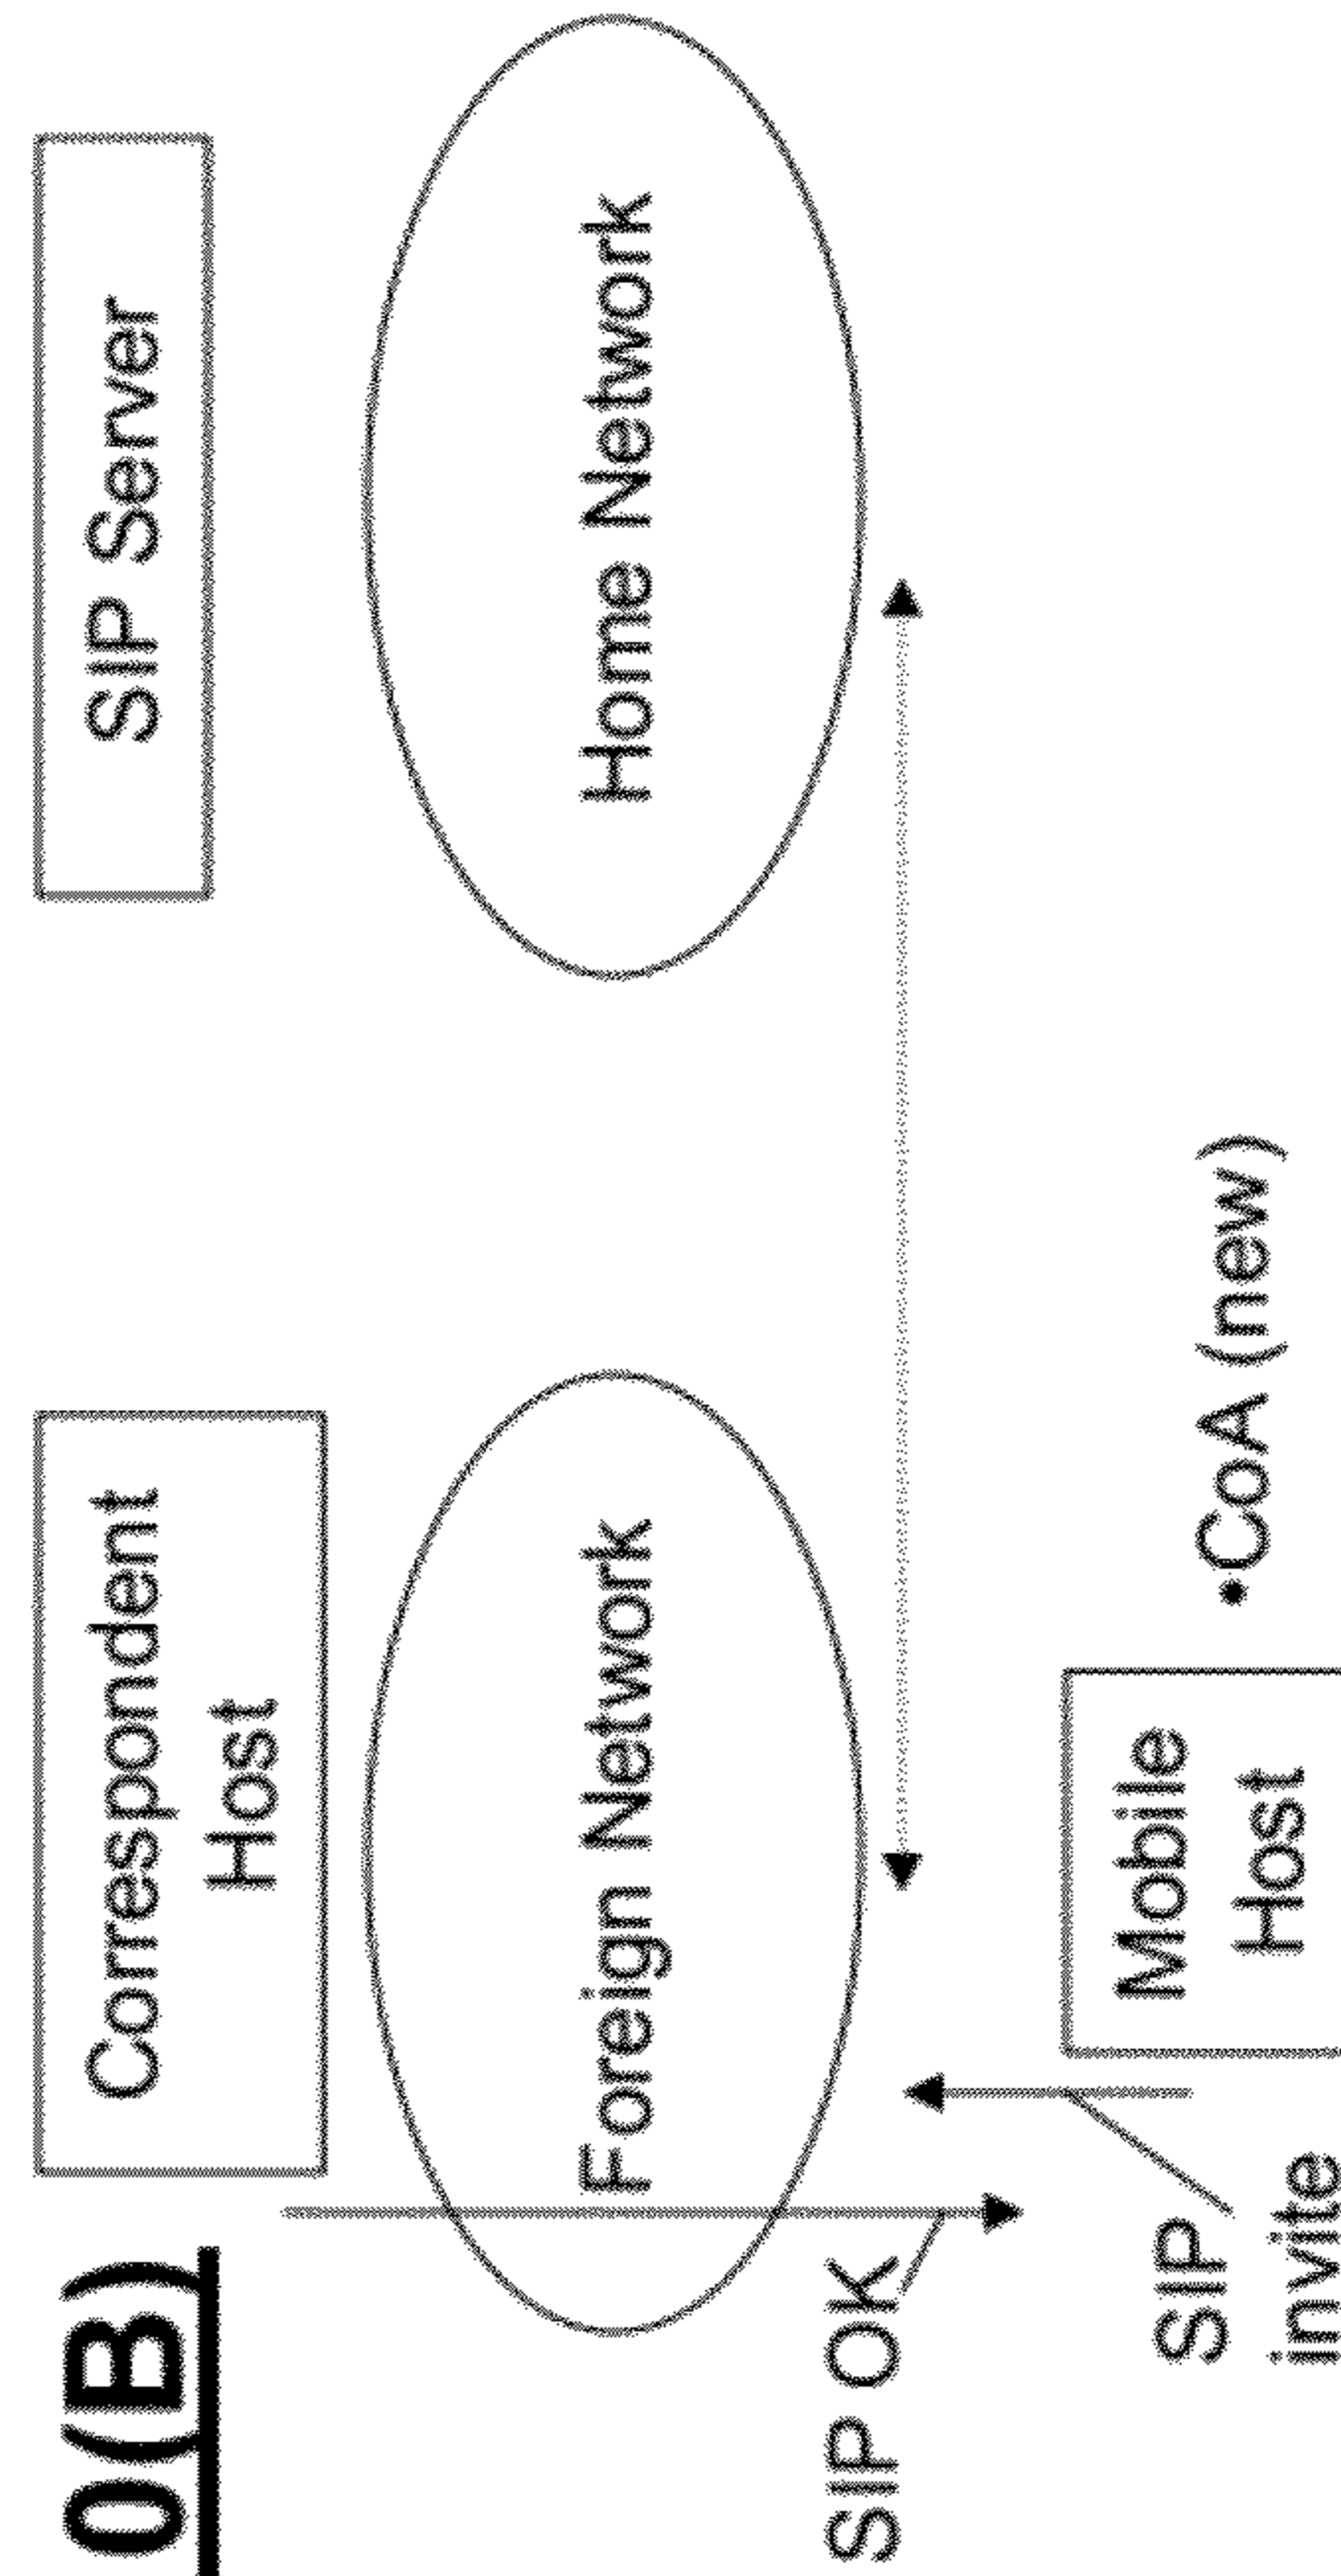 0(B)
Correspondent
Host
SIP Server
Foreign Network
Home Network
SIP OK
Mobile
Host
•CoA (new)
SIP
invite